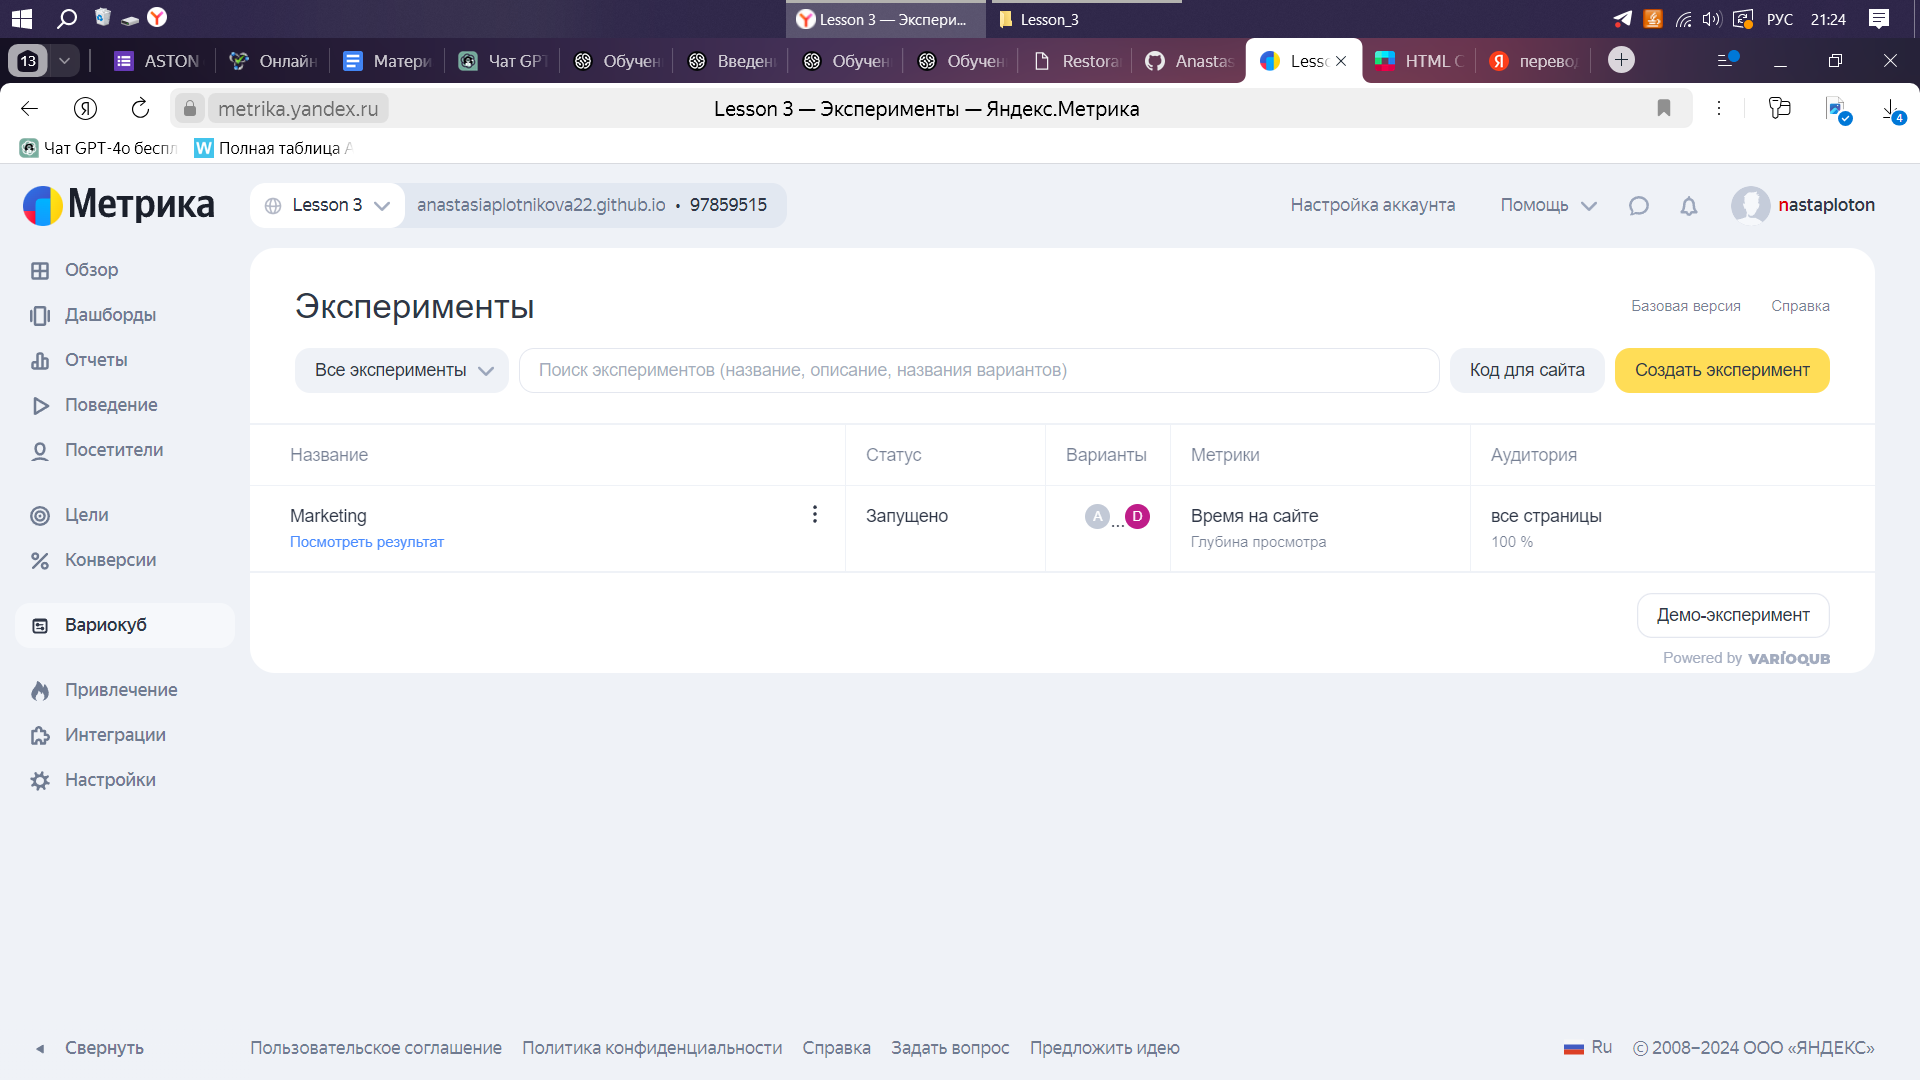 Lesson 3 — Экспери...
Lesson_3
РУС
21:24
13
ASTON
Онлайн
Матери
Чат GPT
Обучен
Введен
Обучен
Обучен
Restora
Anastas
Lesso
HTML C
перевод
metrika.yandex.ru
Lesson 3 — Эксперименты — Яндекс.Метрика
4
Чат GPT-4о беспл
Полная таблица А
Метрика
Lesson 3
anastasiaplotnikova22.github.io • 97859515
Настройка аккаунта
Помощь
nastaploton
Обзор
Дашборды
Отчеты
Поведение
Посетители
Цели
Конверсии
Вариокуб
Привлечение
Интеграции
Настройки
Свернуть
Эксперименты
Базовая версия
Справка
Все эксперименты
Поиск экспериментов (название, описание, названия вариантов)
Код для сайта
Создать эксперимент
Название
Статус
Варианты
Метрики
Аудитория
Marketing
Посмотреть результат
Запущено
A ... D
Время на сайте
Глубина просмотра
все страницы
100 %
Демо-эксперимент
Powered by VARIOQUB
Пользовательское соглашение
Политика конфиденциальности
Справка
Задать вопрос
Предложить идею
Ru
© 2008–2024 ООО «ЯНДЕКС»